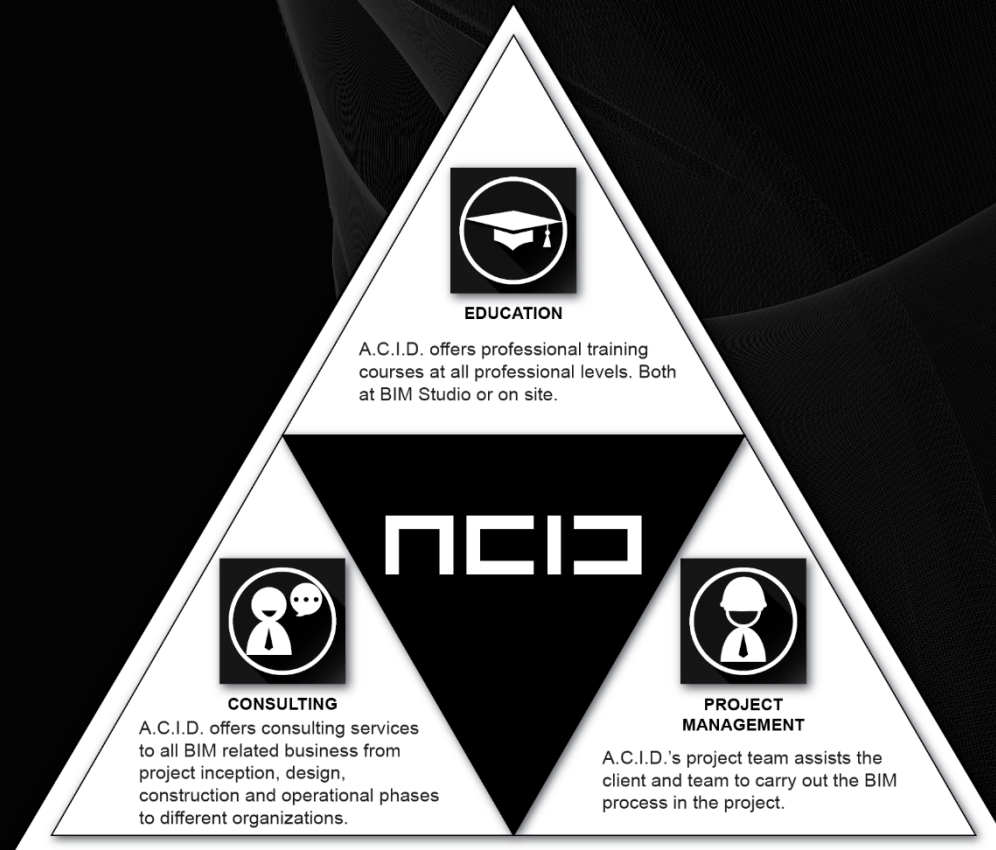 EDUCATION
A.C.I.D. offers professional training
courses at all professional levels. Both
at BIM Studio or on site.
ACID
CONSULTING
A.C.I.D. offers consulting services
to all BIM related business from
project inception, design,
construction and operational phases
to different organizations.
PROJECT
MANAGEMENT
A.C.I.D.'s project team assists the
client and team to carry out the BIM
process in the project.